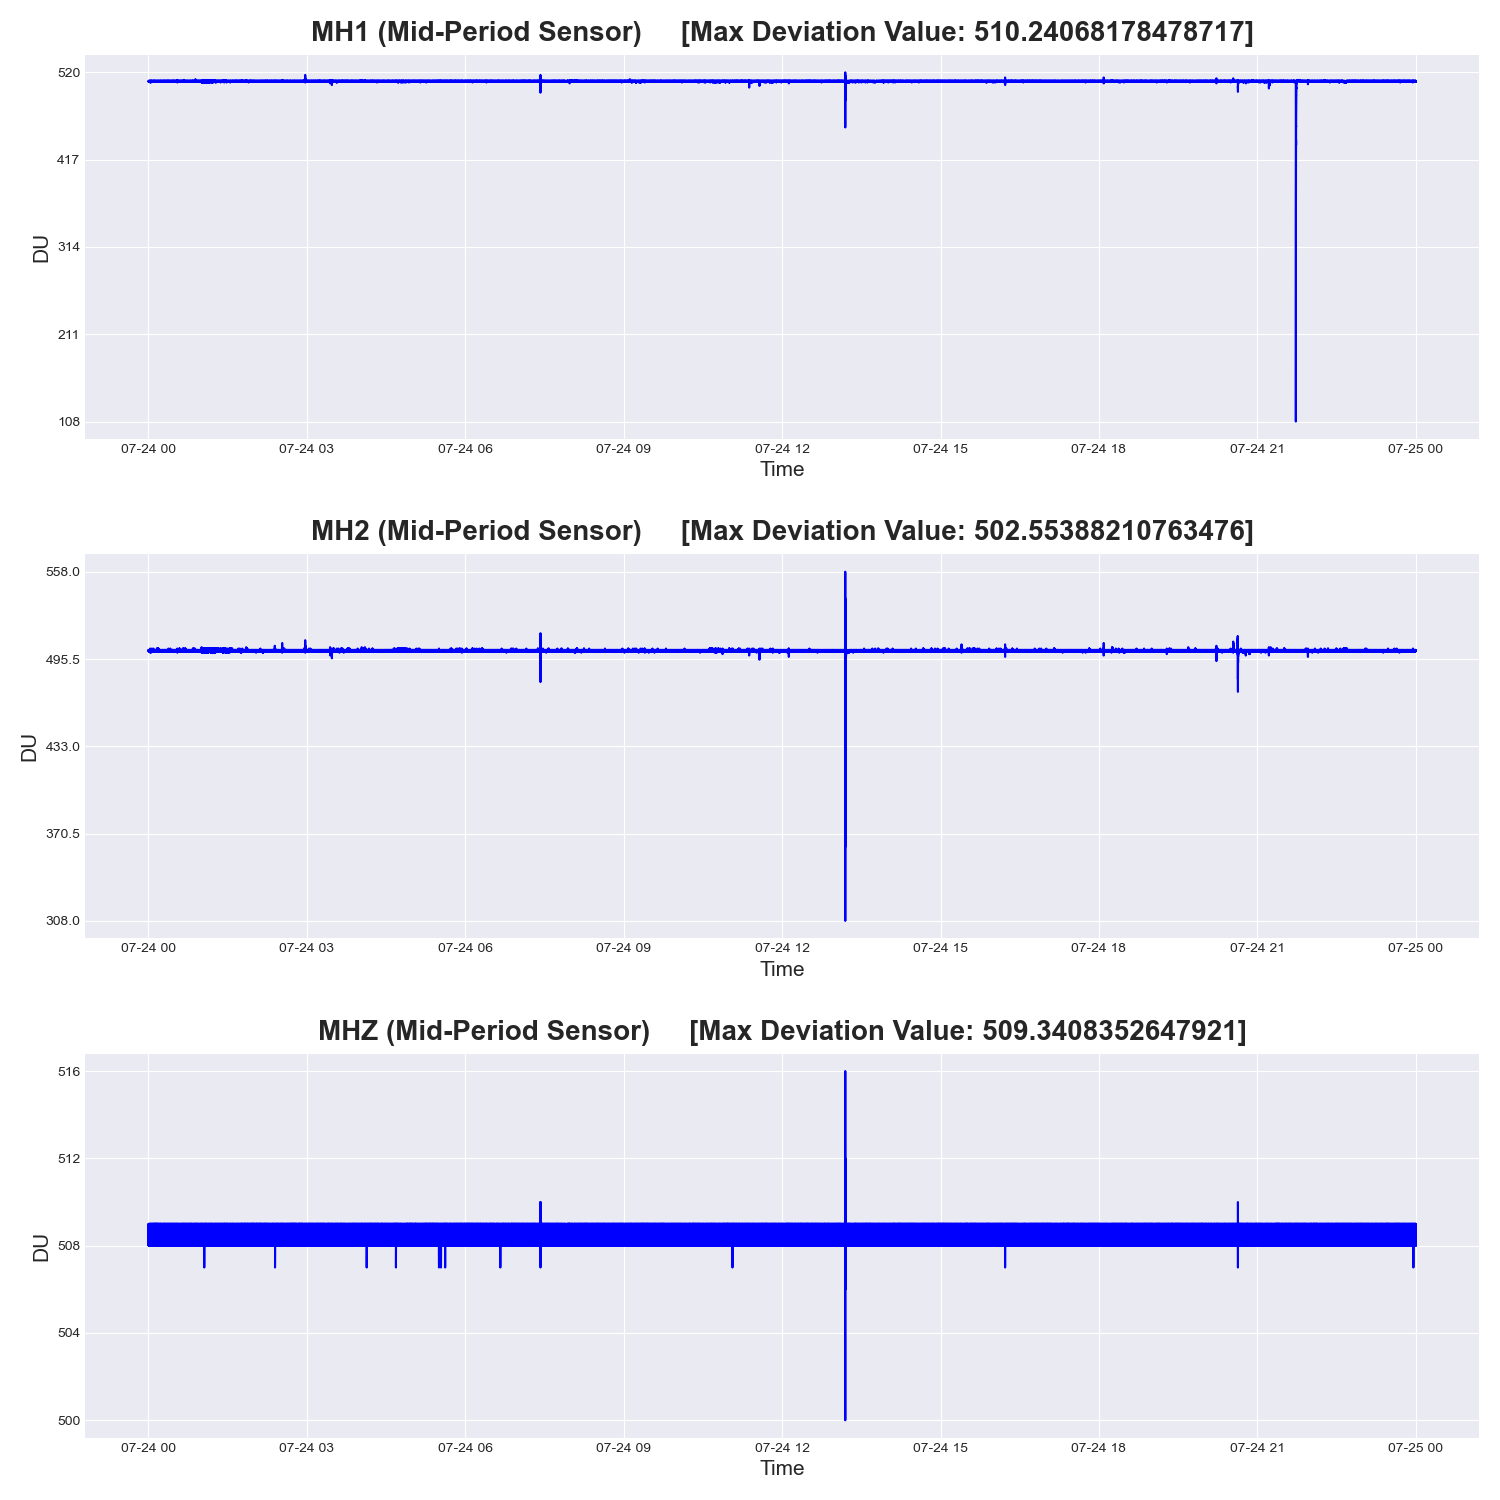 MH1 (Mid-Period Sensor) [Max Deviation Value: 510.24068178478717]
520
417
314
211
108
DU
07-24 00 07-24 03 07-24 06 07-24 09 07-24 12 07-24 15 07-24 18 07-24 21 07-25 00
Time
MH2 (Mid-Period Sensor) [Max Deviation Value: 502.55388210763476]
558.0
495.5
433.0
370.5
308.0
DU
07-24 00 07-24 03 07-24 06 07-24 09 07-24 12 07-24 15 07-24 18 07-24 21 07-25 00
Time
MHZ (Mid-Period Sensor) [Max Deviation Value: 509.3408352647921]
516
512
508
504
500
DU
07-24 00 07-24 03 07-24 06 07-24 09 07-24 12 07-24 15 07-24 18 07-24 21 07-25 00
Time